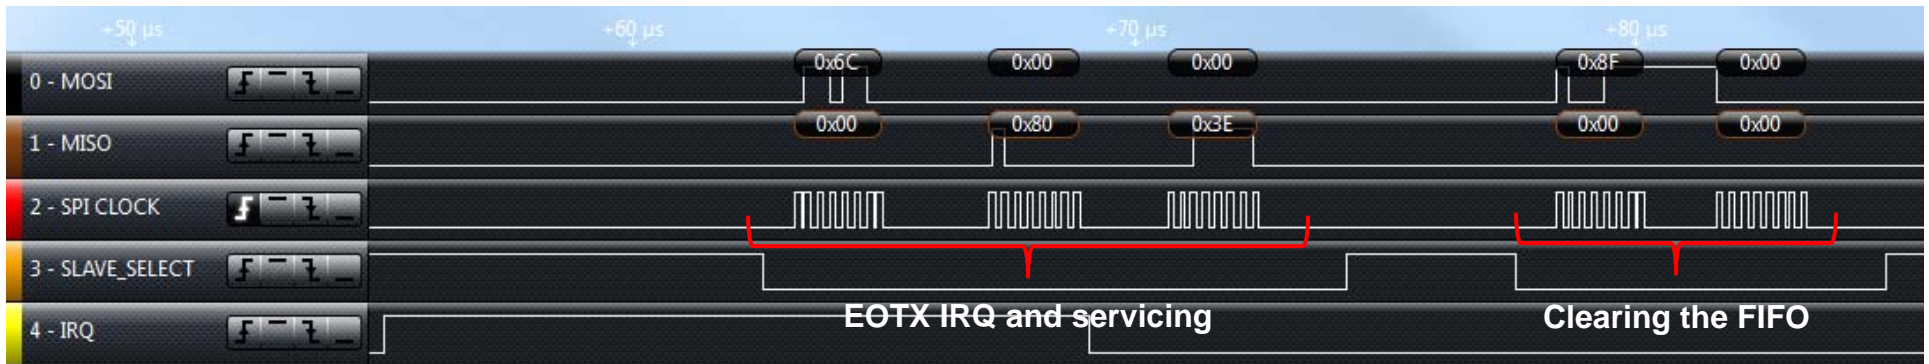 +50 µs +60 µs +70 µs +80 µs
0 - MOSI 0x6C 0x00 0x00 0x8F 0x00
1 - MISO 0x00 0x80 0x3E 0x00 0x00
2 - SPI CLOCK
3 - SLAVE_SELECT
EOTX IRQ and servicing Clearing the FIFO
4 - IRQ